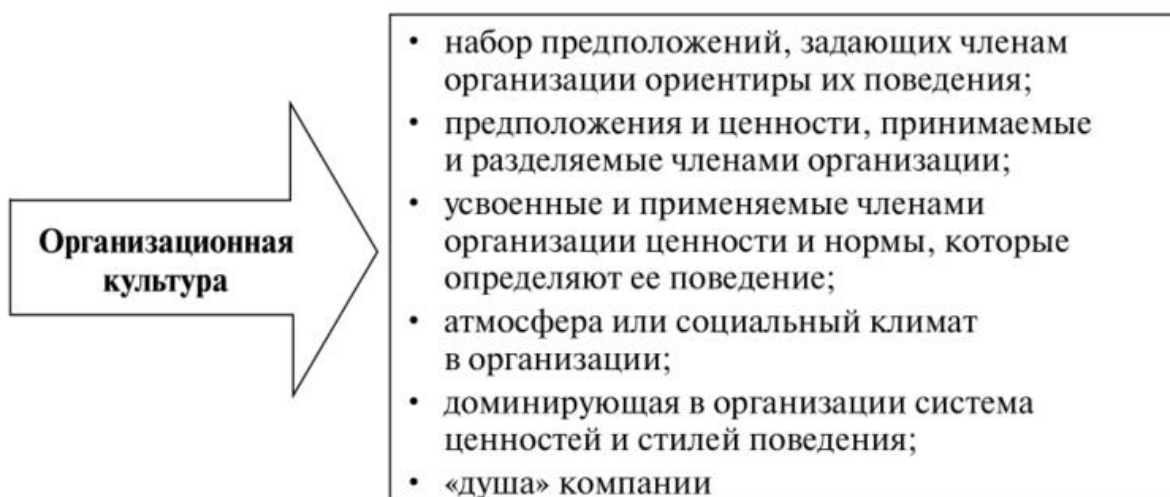 Организационная
культура
• набор предположений, задающих членам
организации ориентиры их поведения;
• предположения и ценности, принимаемые
и разделяемые членами организации;
• усвоенные и применяемые членами
организации ценности и нормы, которые
определяют ее поведение;
• атмосфера или социальный климат
в организации;
• доминирующая в организации система
ценностей и стилей поведения;
• «душа» компании